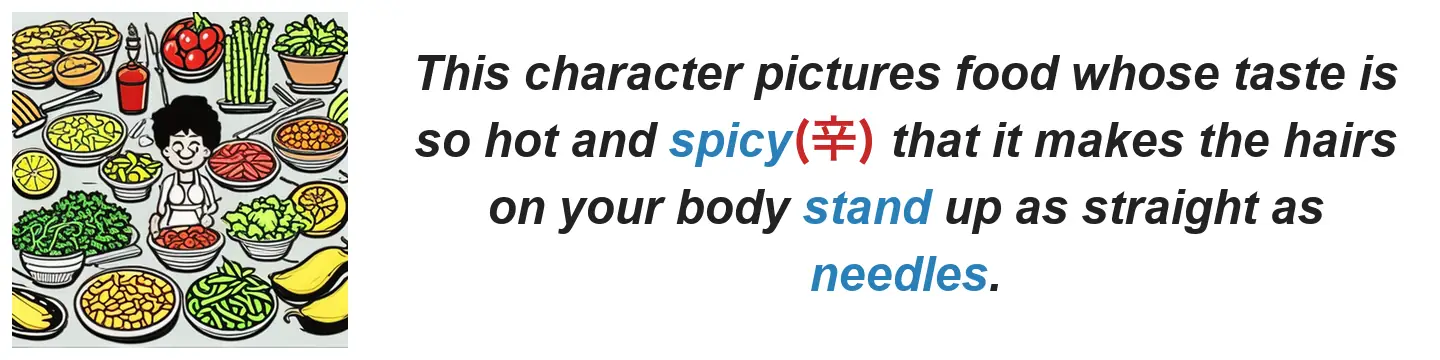 This character pictures food whose taste is
so hot and spicy(辛) that it makes the hairs
on your body stand up as straight as
needles.